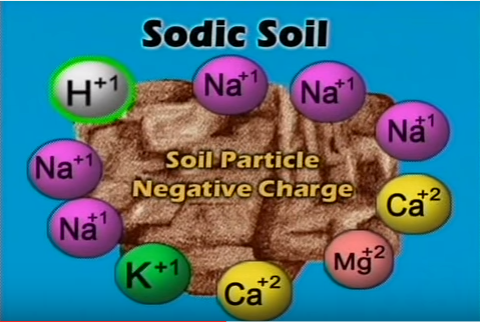 Sodic Soil
H+1
Na+1
Na+1
Na+1
Na+1
Soil Particle
Negative Charge
Ca+2
Na+1
Mg+2
K+1
Ca+2